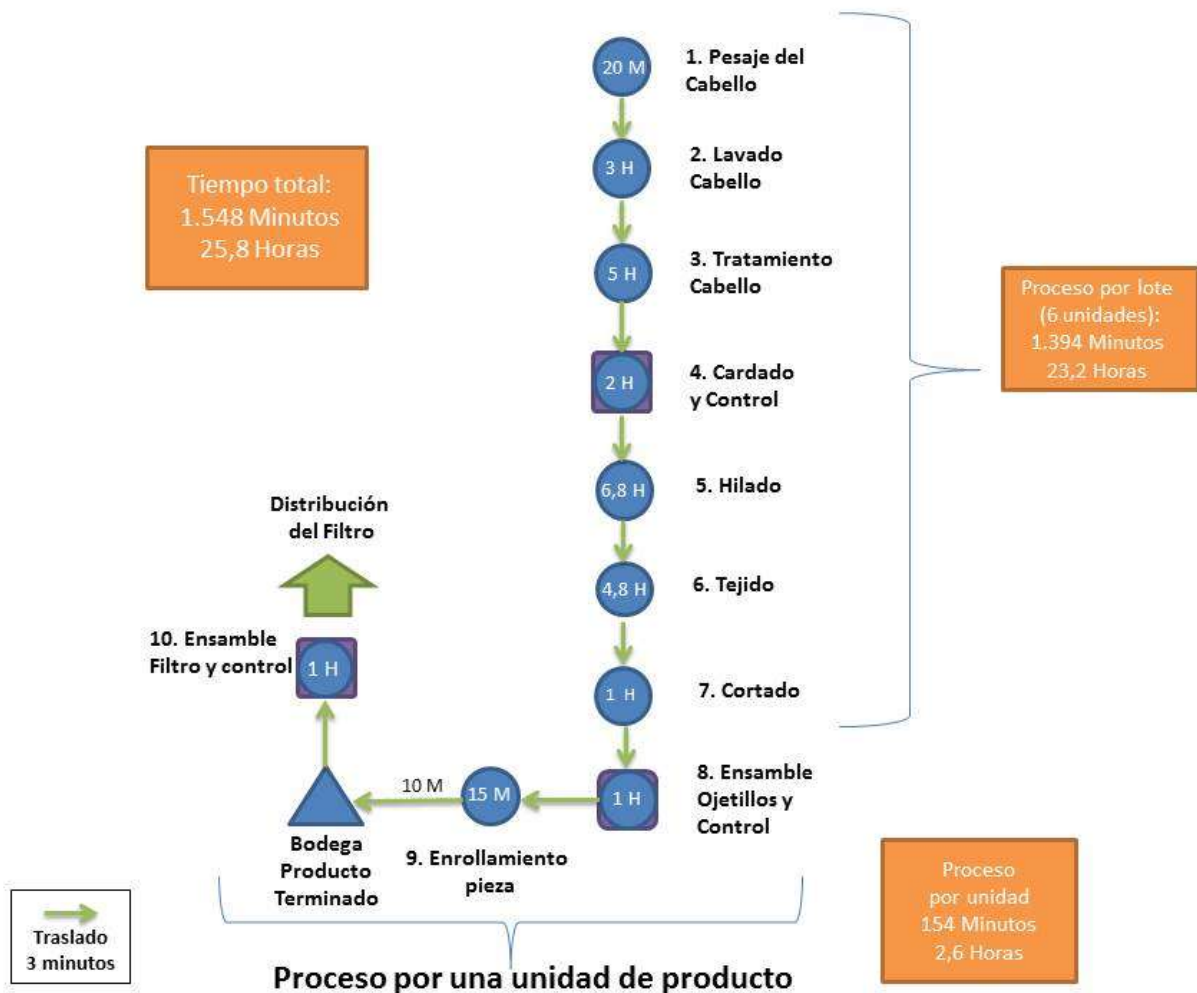 20 M
1. Pesaje del
Cabello
3 H
2. Lavado
Cabello
5 H
3. Tratamiento
Cabello
2 H
4. Cardado
y Control
6,8 H
5. Hilado
4,8 H
6. Tejido
1 H
7. Cortado
1 H
8. Ensamble
Ojetillos y
Control
15 M
9. Enrollamiento
pieza
10 M
Bodega
Producto
Terminado
1 H
10. Ensamble
Filtro y control
Distribución
del Filtro
Tiempo total:
1.548 Minutos
25,8 Horas
Proceso por lote
(6 unidades):
1.394 Minutos
23,2 Horas
Proceso
por unidad
154 Minutos
2,6 Horas
Traslado
3 minutos
Proceso por una unidad de producto